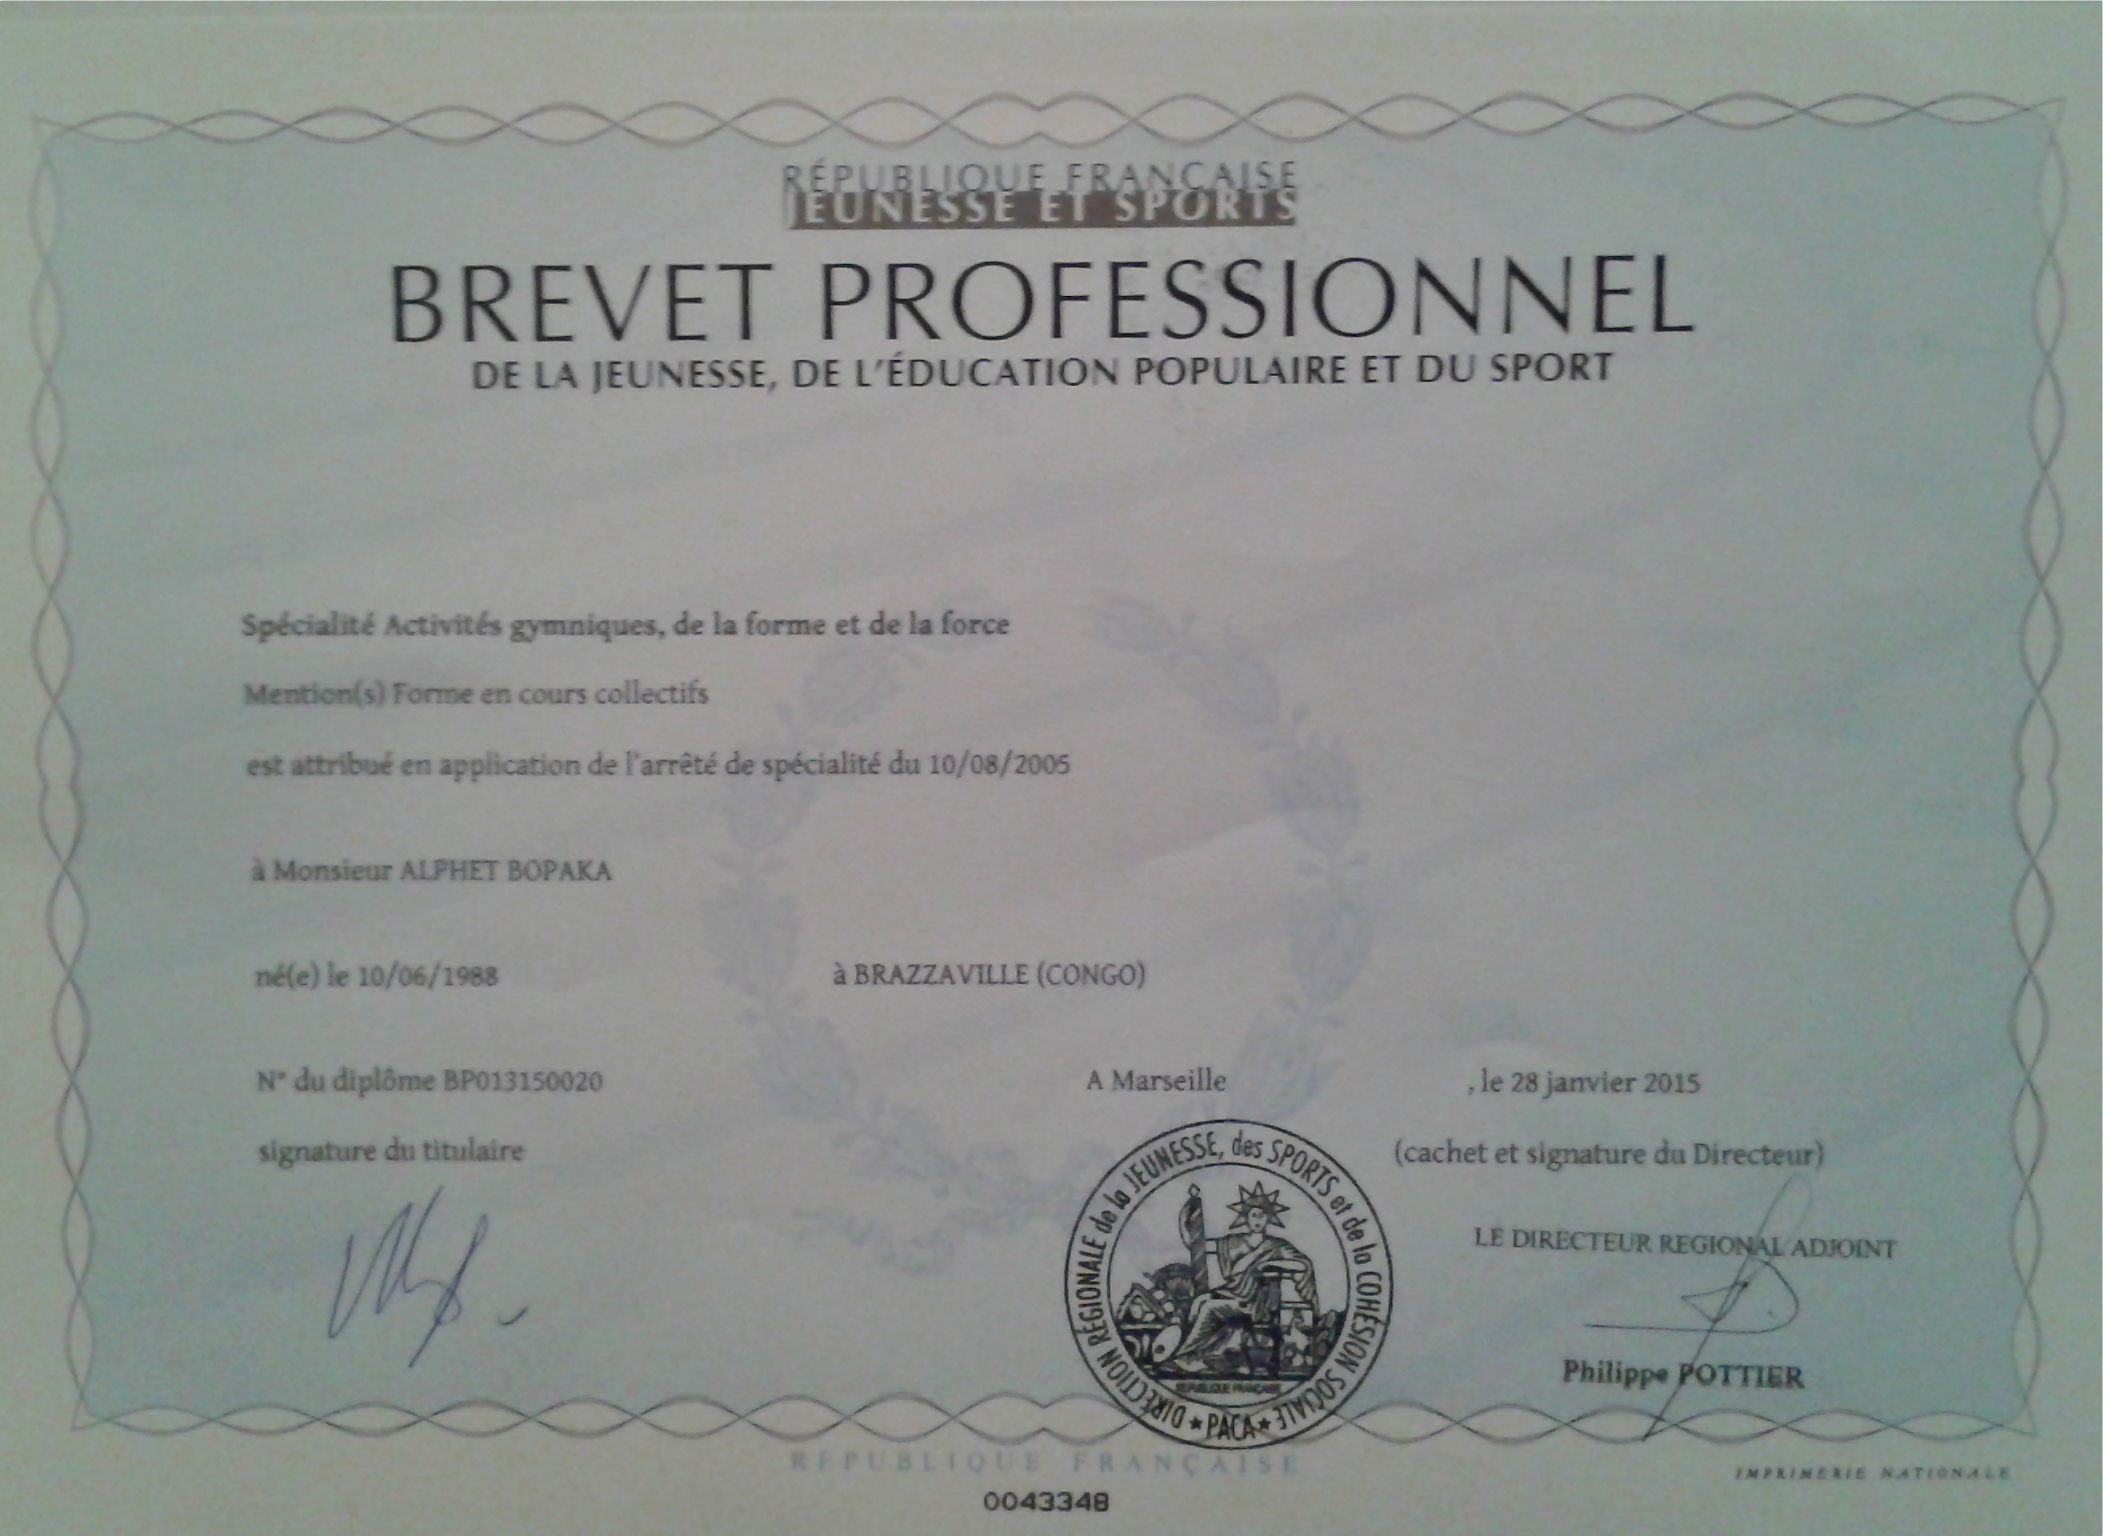 RÉPUBLIQUE FRANÇAISE
JEUNESSE ET SPORTS
BREVET PROFESSIONNEL
DE LA JEUNESSE, DE L'ÉDUCATION POPULAIRE ET DU SPORT
Spécialité Activités gymniques, de la forme et de la force
Mention(s) Forme en cours collectifs
est attribué en application de l'arrêté de spécialité du 10/08/2005
à Monsieur ALPHET BOPAKA
né(e) le 10/06/1988 à BRAZZAVILLE (CONGO)
N° du diplôme BP013150020 A Marseille , le 28 janvier 2015
signature du titulaire (cachet et signature du Directeur)
DIRECTION RÉGIONALE de la JEUNESSE, des SPORTS et de la COHÉSION SOCIALE
RÉPUBLIQUE FRANÇAISE
★ PACA ★
LE DIRECTEUR REGIONAL ADJOINT
Philippe POTTIER
RÉPUBLIQUE FRANÇAISE
IMPRIMERIE NATIONALE
0043348